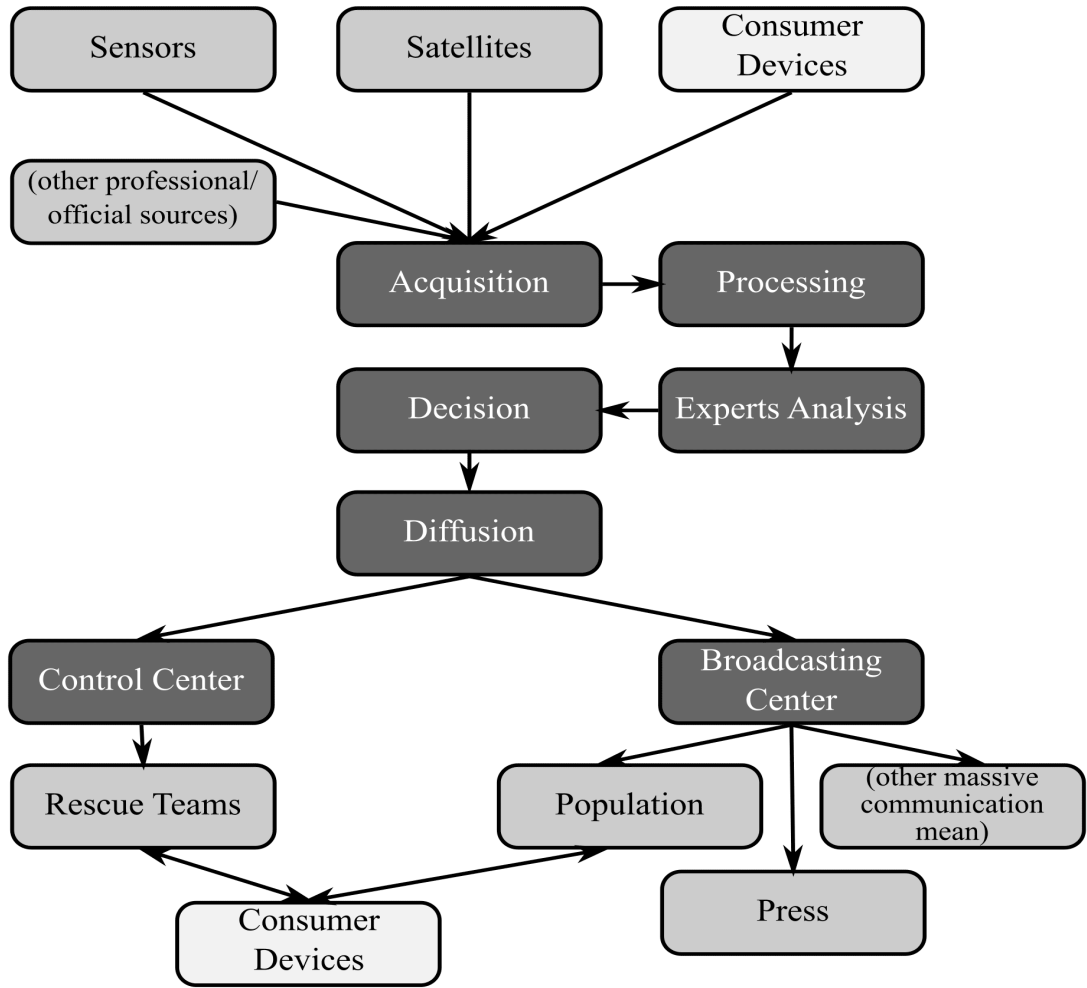 Sensors
Satellites
Consumer
Devices
(other professional/
official sources)
Acquisition
Processing
Decision
Experts Analysis
Diffusion
Control Center
Broadcasting
Center
Rescue Teams
Population
(other massive
communication
mean)
Consumer
Devices
Press